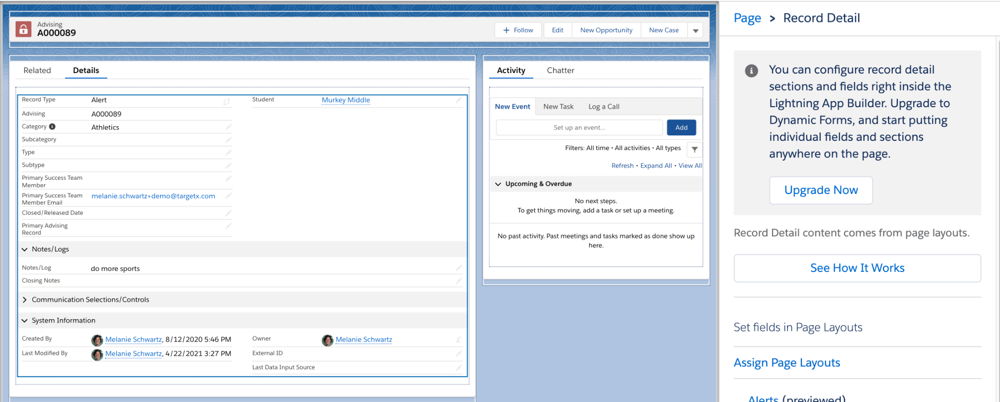 Advising
A000089
Follow
Edit
New Opportunity
New Case
Related
Details
Record Type
Alert
Student
Murkey Middle
Advising
A000089
Category
Athletics
Subcategory
Type
Subtype
Primary Success Team
Member
Primary Success Team
Member Email
melanie.schwartz+demo@targetx.com
Closed/Released Date
Primary Advising
Record
Notes/Logs
Notes/Log
do more sports
Closing Notes
Communication Selections/Controls
System Information
Created By
Melanie Schwartz, 8/12/2020 5:46 PM
Owner
Melanie Schwartz
Last Modified By
Melanie Schwartz, 4/22/2021 3:27 PM
External ID
Last Data Input Source
Activity
Chatter
New Event
New Task
Log a Call
Set up an event...
Add
Filters: All time • All activities • All types
Refresh • Expand All • View All
Upcoming & Overdue
No next steps.
To get things moving, add a task or set up a meeting.
No past activity. Past meetings and tasks marked as done show up
here.
Page > Record Detail
You can configure record detail
sections and fields right inside the
Lightning App Builder. Upgrade to
Dynamic Forms, and start putting
individual fields and sections
anywhere on the page.
Upgrade Now
Record Detail content comes from page layouts.
See How It Works
Set fields in Page Layouts
Assign Page Layouts
Alerts (previewed)